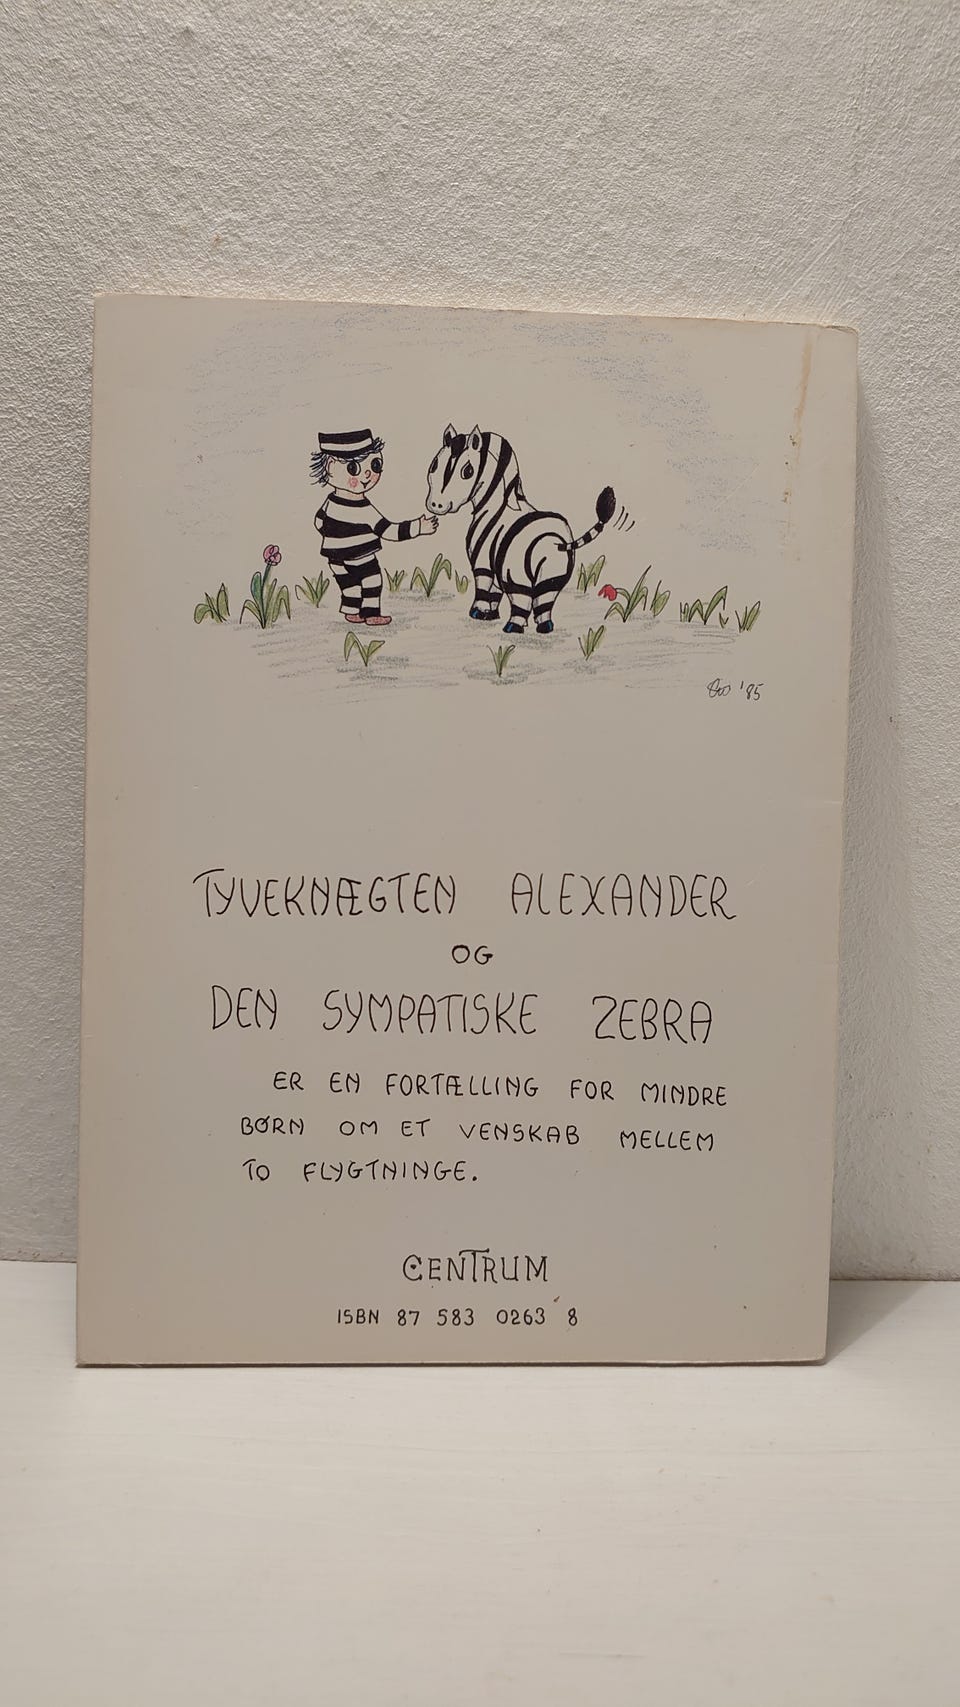 '85
TYVEKNÆGTEN ALEXANDER
OG
DEN SYMPATISKE ZEBRA
ER EN FORTÆLLING FOR MINDRE
BØRN OM ET VENSKAB MELLEM
TO FLYGTNINGE.
CENTRUM
ISBN 87 583 0263 8